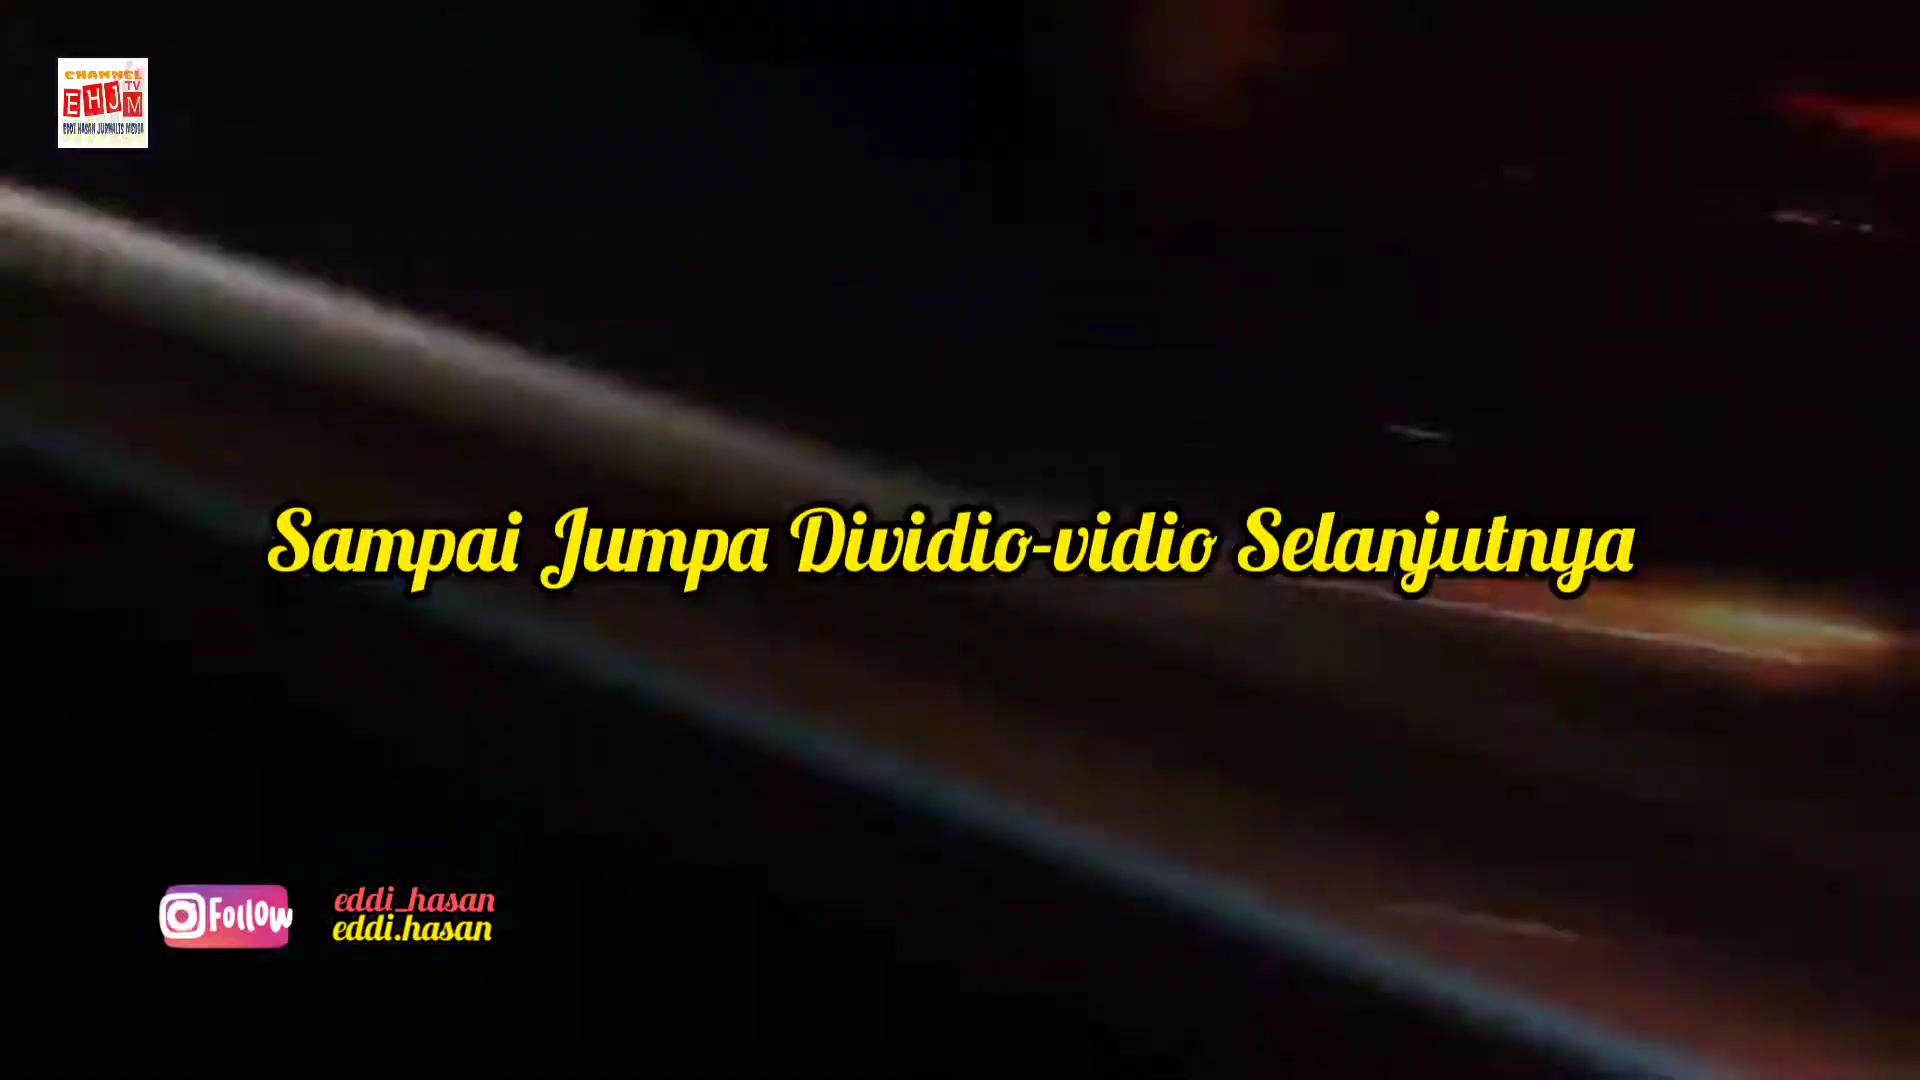 CHANNEL
TV
EHJM
EDDI HASAN JURNALIS MEDIA
Sampai Jumpa Dividio-vidio Selanjutnya
Follow
eddi_hasan
eddi.hasan